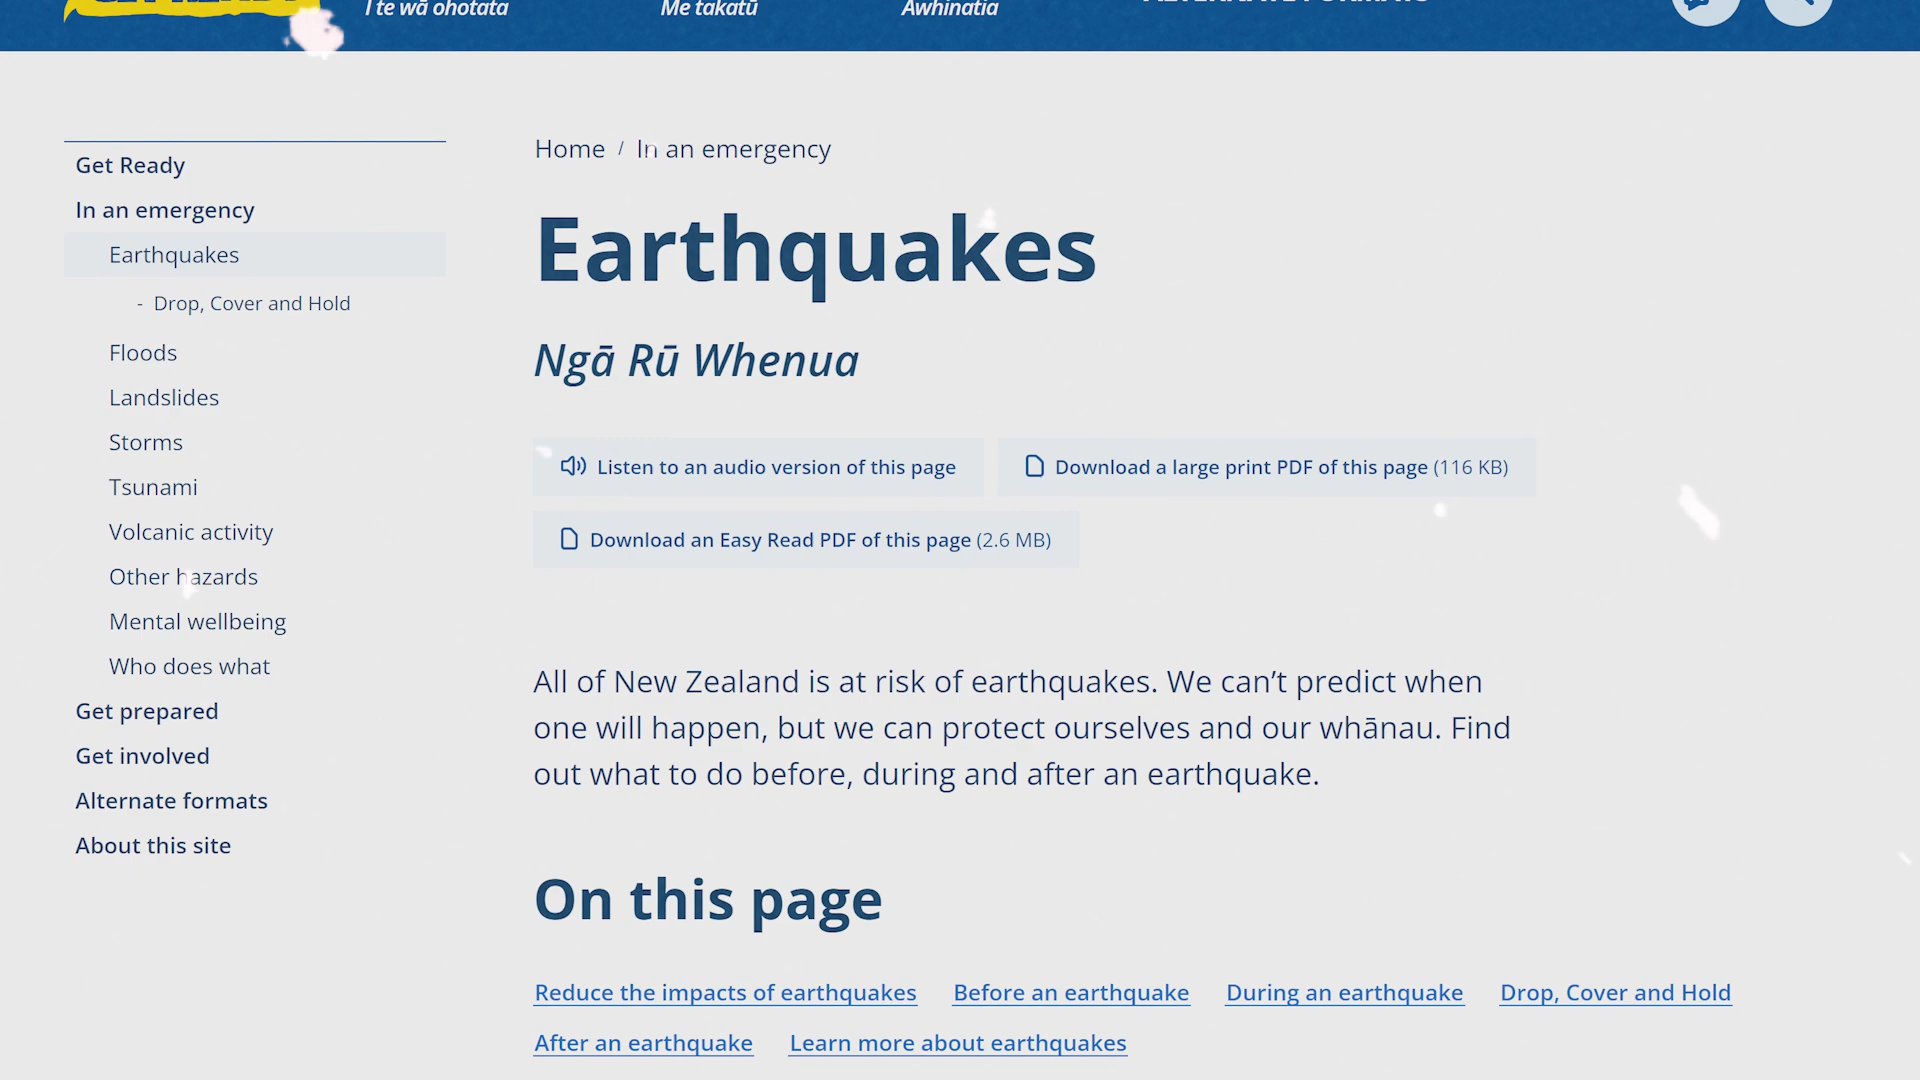 I te wā ohotata
Me takatū
Awhinatia
Get Ready
In an emergency
Earthquakes
- Drop, Cover and Hold
Floods
Landslides
Storms
Tsunami
Volcanic activity
Other hazards
Mental wellbeing
Who does what
Get prepared
Get involved
Alternate formats
About this site
Home / In an emergency
Earthquakes
Ngā Rū Whenua
Listen to an audio version of this page
Download a large print PDF of this page (116 KB)
Download an Easy Read PDF of this page (2.6 MB)
All of New Zealand is at risk of earthquakes. We can’t predict when
one will happen, but we can protect ourselves and our whānau. Find
out what to do before, during and after an earthquake.
On this page
Reduce the impacts of earthquakes Before an earthquake During an earthquake Drop, Cover and Hold
After an earthquake Learn more about earthquakes